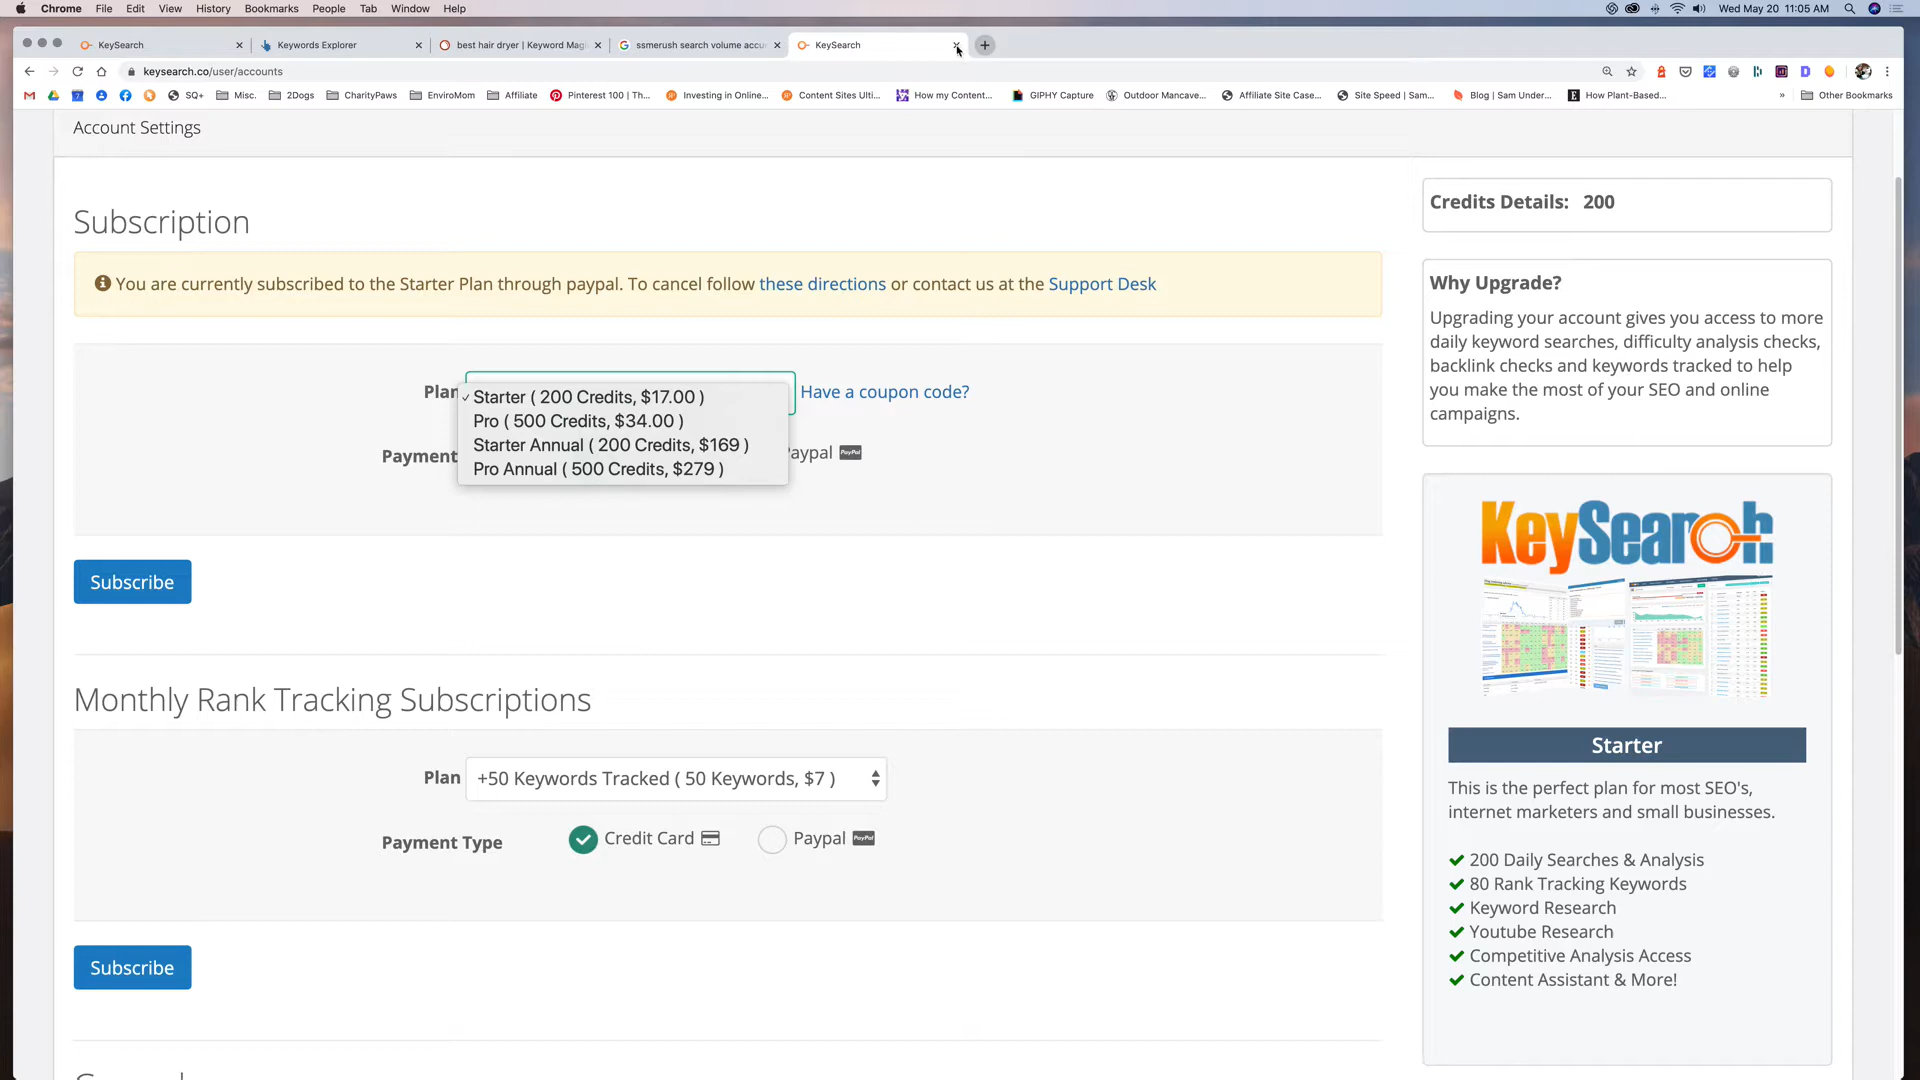 Chrome File Edit View History Bookmarks People Tab Window Help Wed May 20 11:05 AM
KeySearch Keywords Explorer best hair dryer | Keyword Mag ssmerush search volume accu KeySearch
keysearch.co/user/accounts
SQ+ Misc. 2Dogs CharityPaws EnviroMom Affiliate Pinterest 100 | Th... Investing in Online... Content Sites Ulti... How my Content... GIPHY Capture Outdoor Mancave... Affiliate Site Case... Site Speed | Sam... Blog | Sam Under... How Plant-Based... » Other Bookmarks
Account Settings
Subscription
You are currently subscribed to the Starter Plan through paypal. To cancel follow these directions or contact us at the Support Desk
Plan
Have a coupon code?
✓ Starter ( 200 Credits, $17.00 )
Pro ( 500 Credits, $34.00 )
Starter Annual ( 200 Credits, $169 )
Pro Annual ( 500 Credits, $279 )
Payment
aypal PayPal
Subscribe
Monthly Rank Tracking Subscriptions
Plan
+50 Keywords Tracked ( 50 Keywords, $7 )
Payment Type
Credit Card
Paypal PayPal
Subscribe
Credits Details: 200
Why Upgrade?
Upgrading your account gives you access to more
daily keyword searches, difficulty analysis checks,
backlink checks and keywords tracked to help
you make the most of your SEO and online
campaigns.
KeySearch
Starter
This is the perfect plan for most SEO's,
internet marketers and small businesses.
200 Daily Searches & Analysis
80 Rank Tracking Keywords
Keyword Research
Youtube Research
Competitive Analysis Access
Content Assistant & More!